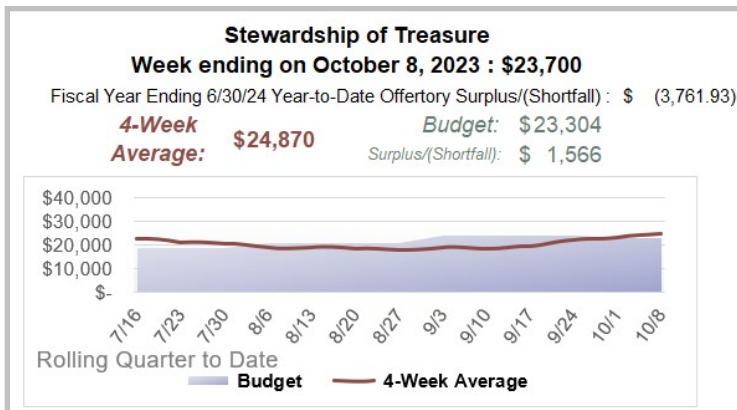 Stewardship of Treasure
Week ending on October 8, 2023 : $23,700
Fiscal Year Ending 6/30/24 Year-to-Date Offertory Surplus/(Shortfall) : $ (3,761.93)
4-Week Average: $24,870
Budget: $23,304
Surplus/(Shortfall): $ 1,566
$40,000
$30,000
$20,000
$10,000
$-
7/16 7/23 7/30 8/6 8/13 8/20 8/27 9/3 9/10 9/17 9/24 10/1 10/8
Rolling Quarter to Date
Budget 4-Week Average